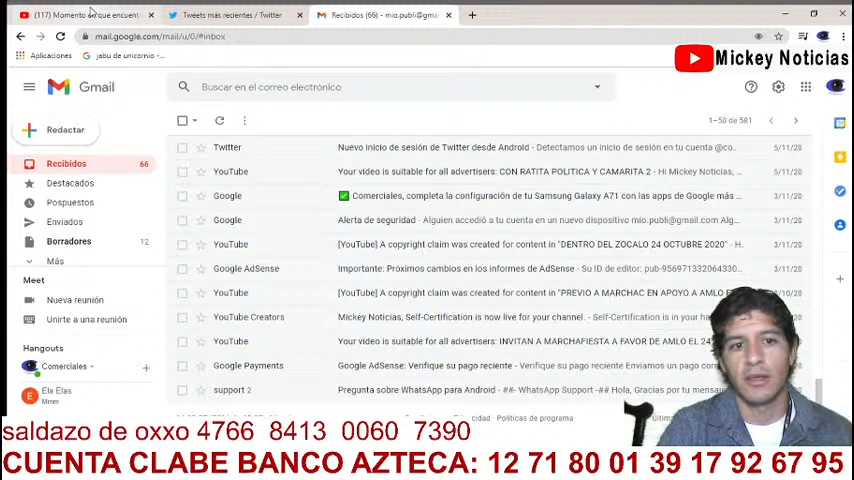 (117) Momento en que encuent
Tweets más recientes / Twitter
Recibidos (66) - mio.publi@gma
mail.google.com/mail/u/0/#inbox
Aplicaciones
jabu de unicornio -...
Mickey Noticias
Gmail
Buscar en el correo electrónico
Redactar
1–50 de 581
Recibidos 66
Destacados
Pospuestos
Enviados
Borradores 12
Más
Meet
Nueva reunión
Unirte a una reunión
Hangouts
Comerciales
Ela Elas
Mmm
Twitter Nuevo inicio de sesión de Twitter desde Android - Detectamos un inicio de sesión en tu cuenta @co.. 5/11/20
YouTube Your video is suitable for all advertisers: CON RATITA POLITICA Y CAMARITA 2 - Hi Mickey Noticias, ... 5/11/20
Google ✅ Comerciales, completa la configuración de tu Samsung Galaxy A71 con las apps de Google más ... 3/11/20
Google Alerta de seguridad - Alguien accedió a tu cuenta en un nuevo dispositivo mio.publi@gmail.com Alg... 3/11/20
YouTube [YouTube] A copyright claim was created for content in "DENTRO DEL ZOCALO 24 OCTUBRE 2020" - H. 3/11/20
Google AdSense Importante: Próximos cambios en los informes de AdSense - Su ID de editor: pub-956971332064330... 3/11/20
YouTube [YouTube] A copyright claim was created for content in "PREVIO A MARCHAC EN APOYO A AMLO E /10/20
YouTube Creators Mickey Noticias, Self-Certification is now live for your channel. - Self-Certification is in your ha
YouTube Your video is suitable for all advertisers: INVITAN A MARCHAFIESTA A FAVOR DE AMLO EL 24
Google Payments Google AdSense: Verifique su pago reciente - Verifique su pago reciente Enviamos un pago corre
support 2 Pregunta sobre WhatsApp para Android - ##- WhatsApp Support -## Hola, Gracias por tu mensa
Políticas de programa
saldazo de oxxo 4766 8413 0060 7390
CUENTA CLABE BANCO AZTECA: 12 71 80 01 39 17 92 67 95